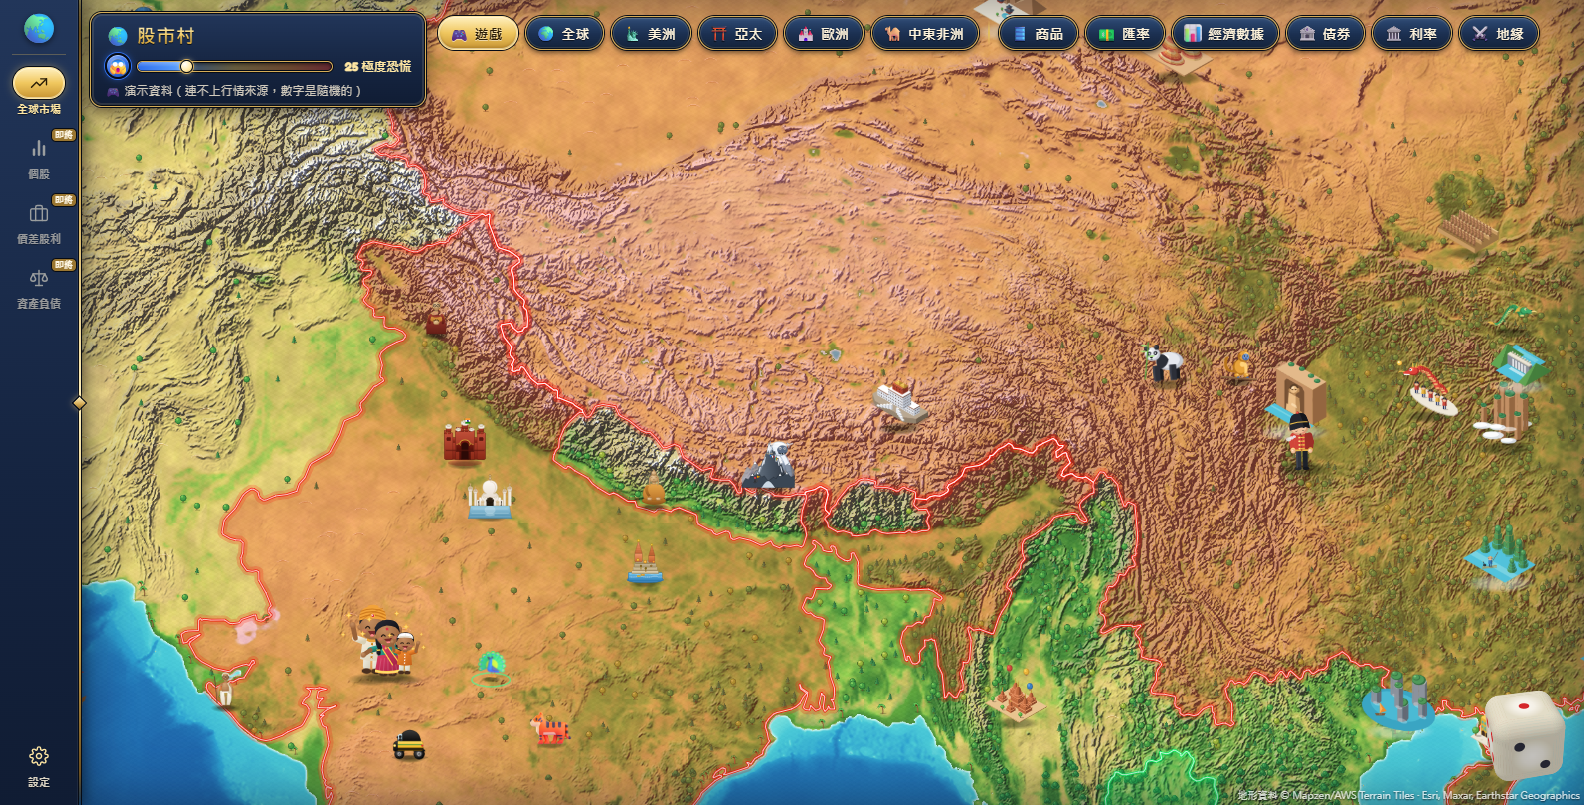 股市村
25 極度恐慌
演示資料 ( 連不上行情來源，數字是隨機的 )
遊戲
全球
美洲
亞太
歐洲
中東非洲
商品
匯率
經濟數據
債券
利率
地緣
全球市場
即將
個股
即將
價差股利
即將
資產負債
設定
地形資料 © Mapzen/AWS Terrain Tiles · Esri, Maxar, Earthstar Geographics